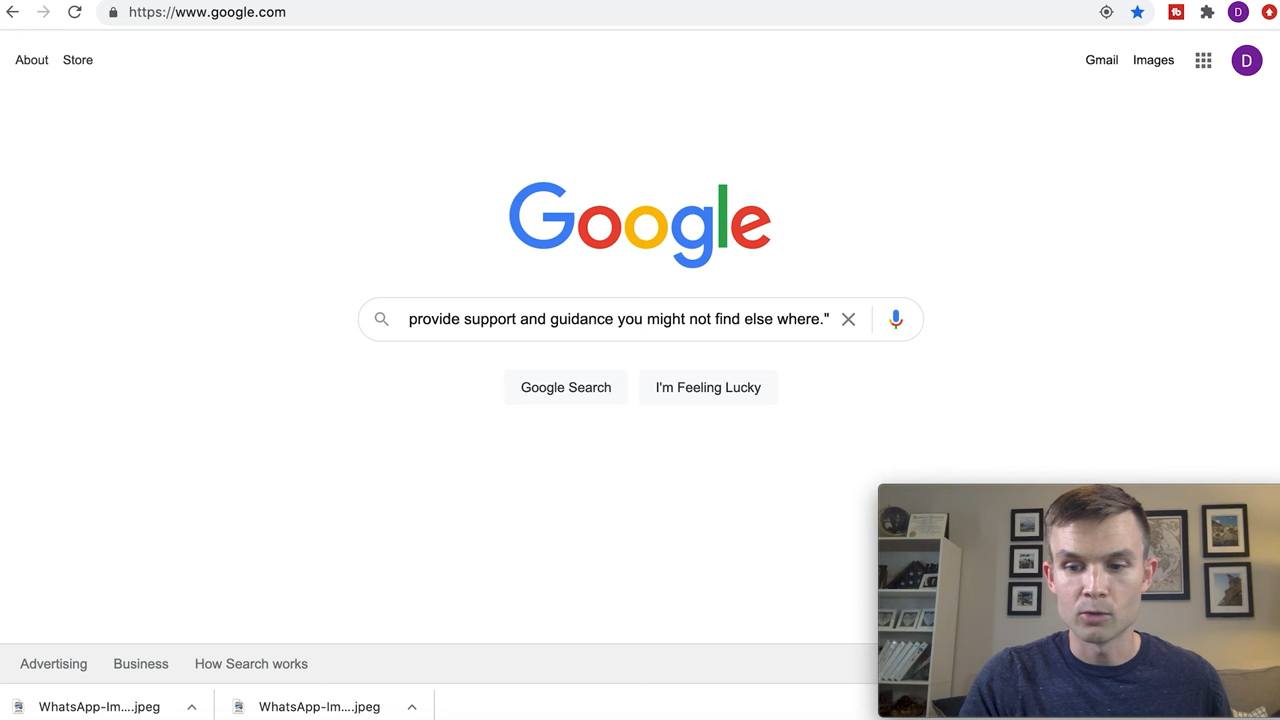 https://www.google.com
D
About Store
Gmail Images
D
Google
provide support and guidance you might not find else where."
Google Search I'm Feeling Lucky
Advertising Business How Search works
WhatsApp-Im....jpeg WhatsApp-Im....jpeg